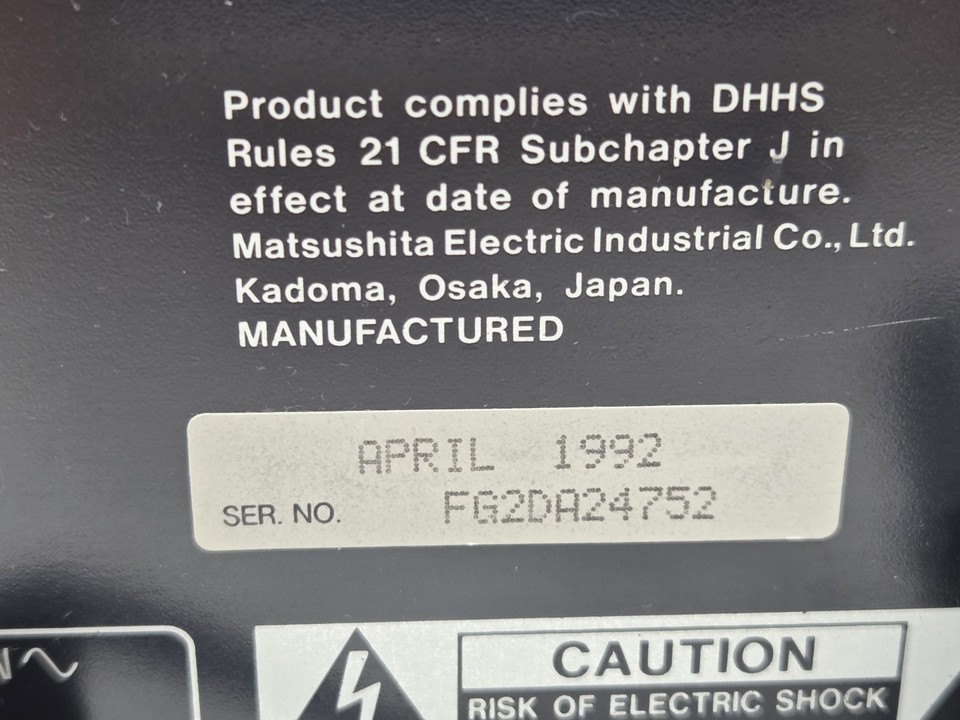 Product complies with DHHS
Rules 21 CFR Subchapter J in
effect at date of manufacture.
Matsushita Electric Industrial Co., Ltd.
Kadoma, Osaka, Japan.
MANUFACTURED
APRIL 1992
SER. NO. FG2DA24752
CAUTION
RISK OF ELECTRIC SHOCK